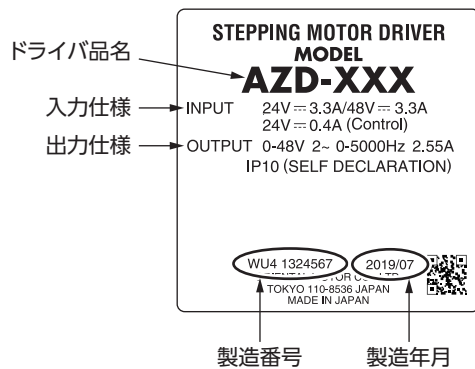 STEPPING MOTOR DRIVER
MODEL
ドライバ品名
AZD-XXX
入力仕様
INPUT 24V⎓3.3A/48V⎓3.3A
24V⎓0.4A (Control)
出力仕様
OUTPUT 0-48V 2~ 0-5000Hz 2.55A
IP10 (SELF DECLARATION)
WU4 1324567 2019/07
TOKYO 110-8536 JAPAN
MADE IN JAPAN
製造番号 製造年月